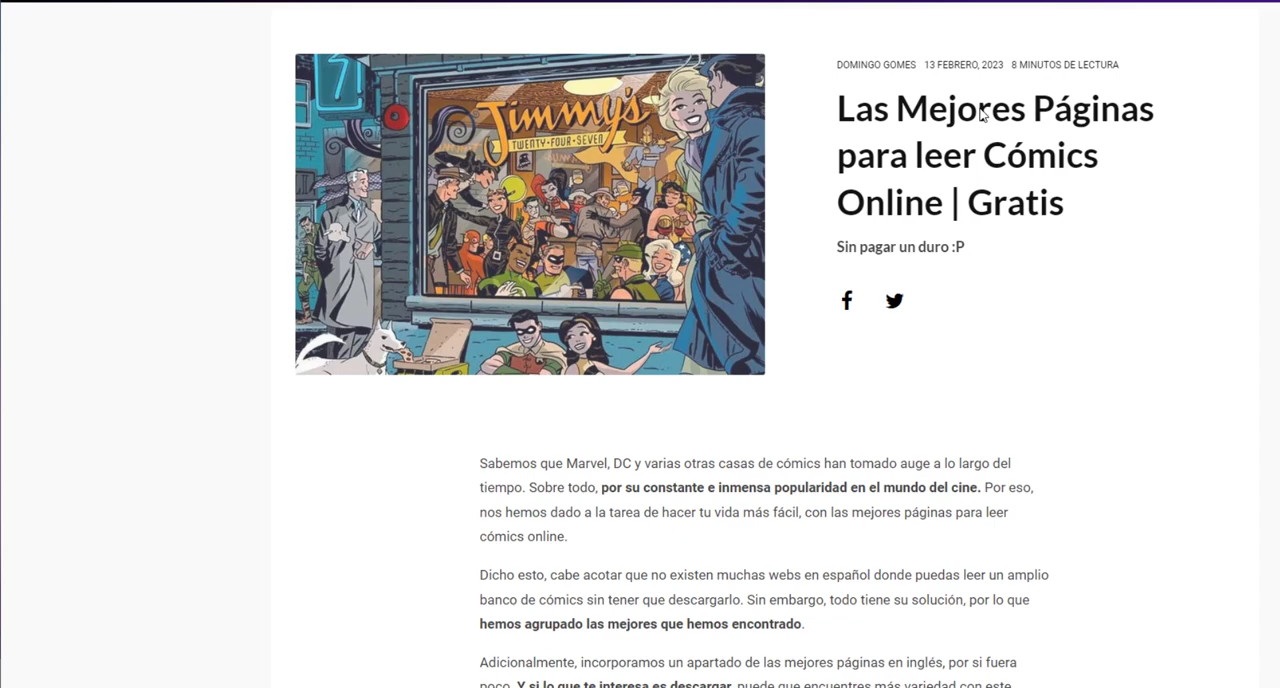 7
Jimmy's
TWENTY-FOUR-SEVEN
DOMINGO GOMES 13 FEBRERO, 2023 8 MINUTOS DE LECTURA
Las Mejores Páginas
para leer Cómics
Online | Gratis
Sin pagar un duro :P
Sabemos que Marvel, DC y varias otras casas de cómics han tomado auge a lo largo del
tiempo. Sobre todo, por su constante e inmensa popularidad en el mundo del cine. Por eso,
nos hemos dado a la tarea de hacer tu vida más fácil, con las mejores páginas para leer
cómics online.
Dicho esto, cabe acotar que no existen muchas webs en español donde puedas leer un amplio
banco de cómics sin tener que descargarlo. Sin embargo, todo tiene su solución, por lo que
hemos agrupado las mejores que hemos encontrado.
Adicionalmente, incorporamos un apartado de las mejores páginas en inglés, por si fuera
poco. Y si lo que te interesa es descargar, puede que encuentres más variedad con este